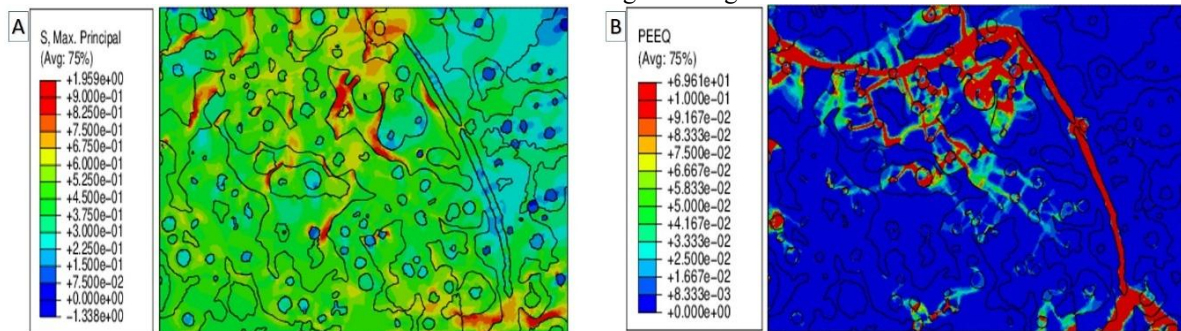 A
S, Max. Principal
(Avg: 75%)
+1.959e+00
+9.000e-01
+8.250e-01
+7.500e-01
+6.750e-01
+6.000e-01
+5.250e-01
+4.500e-01
+3.750e-01
+3.000e-01
+2.250e-01
+1.500e-01
+7.500e-02
+0.000e+00
-1.338e+00
B
PEEQ
(Avg: 75%)
+6.961e+01
+1.000e-01
+9.167e-02
+8.333e-02
+7.500e-02
+6.667e-02
+5.833e-02
+5.000e-02
+4.167e-02
+3.333e-02
+2.500e-02
+1.667e-02
+8.333e-03
+0.000e+00